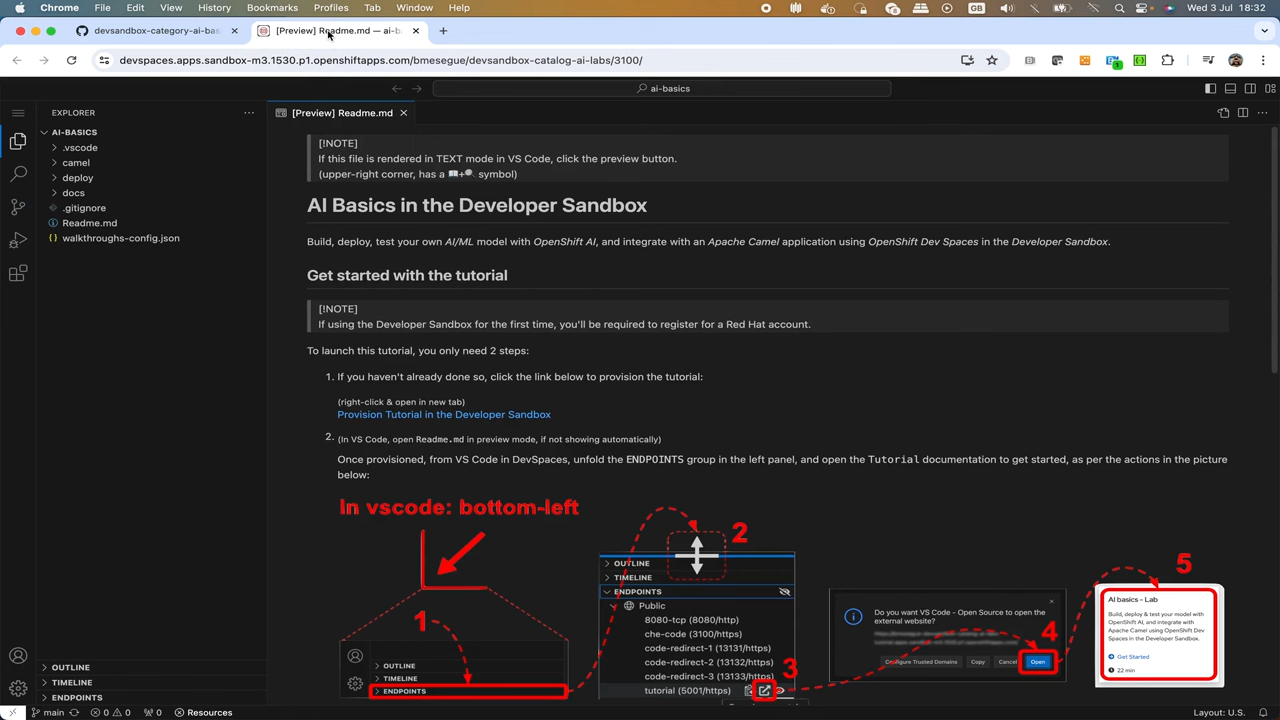 Chrome File Edit View History Bookmarks Profiles Tab Window Help
GB
Wed 3 Jul 18:32
devsandbox-category-ai-bas
[Preview] Readme.md — ai-b
devspaces.apps.sandbox-m3.1530.p1.openshiftapps.com/bmesegue/devsandbox-catalog-ai-labs/3100/
1
ai-basics
EXPLORER
[Preview] Readme.md
AI-BASICS
.vscode
camel
deploy
docs
.gitignore
Readme.md
walkthroughs-config.json
[!NOTE]
If this file is rendered in TEXT mode in VS Code, click the preview button.
(upper-right corner, has a + symbol)
AI Basics in the Developer Sandbox
Build, deploy, test your own AI/ML model with OpenShift AI, and integrate with an Apache Camel application using OpenShift Dev Spaces in the Developer Sandbox.
Get started with the tutorial
[!NOTE]
If using the Developer Sandbox for the first time, you'll be required to register for a Red Hat account.
To launch this tutorial, you only need 2 steps:
1. If you haven't already done so, click the link below to provision the tutorial:
(right-click & open in new tab)
Provision Tutorial in the Developer Sandbox
2. (In VS Code, open Readme.md in preview mode, if not showing automatically)
Once provisioned, from VS Code in DevSpaces, unfold the ENDPOINTS group in the left panel, and open the Tutorial documentation to get started, as per the actions in the picture
below:
In vscode: bottom-left
1
OUTLINE
TIMELINE
ENDPOINTS
2
OUTLINE
TIMELINE
ENDPOINTS
Public
8080-tcp (8080/http)
che-code (3100/https)
code-redirect-1 (13131/http)
code-redirect-2 (13132/http)
code-redirect-3 (13133/http)
tutorial (5001/https)
3
Do you want VS Code - Open Source to open the
external website?
Configure Trusted Domains
Copy
Cancel
Open
4
5
AI basics - Lab
Build, deploy & test your model with
OpenShift AI, and integrate with
Apache Camel using OpenShift Dev
Spaces in the Developer Sandbox.
Get Started
22 min
OUTLINE
TIMELINE
ENDPOINTS
main
0 0
0
Resources
Layout: U.S.